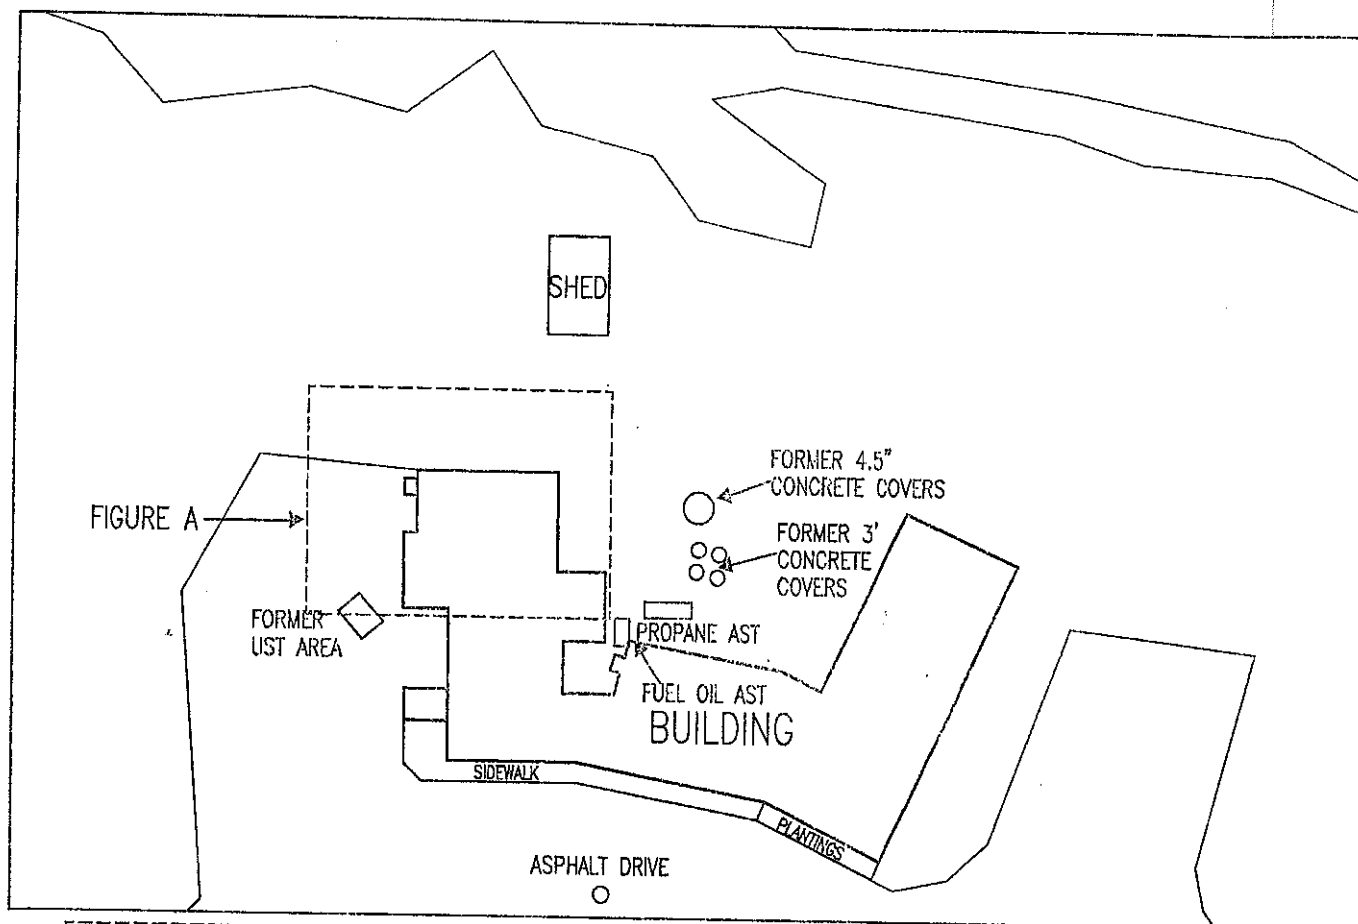 SHED
FORMER 4.5"
CONCRETE COVERS
FIGURE A
FORMER 3'
CONCRETE
COVERS
FORMER
UST AREA
PROPANE AST
FUEL OIL AST
BUILDING
SIDEWALK
PLANTINGS
ASPHALT DRIVE